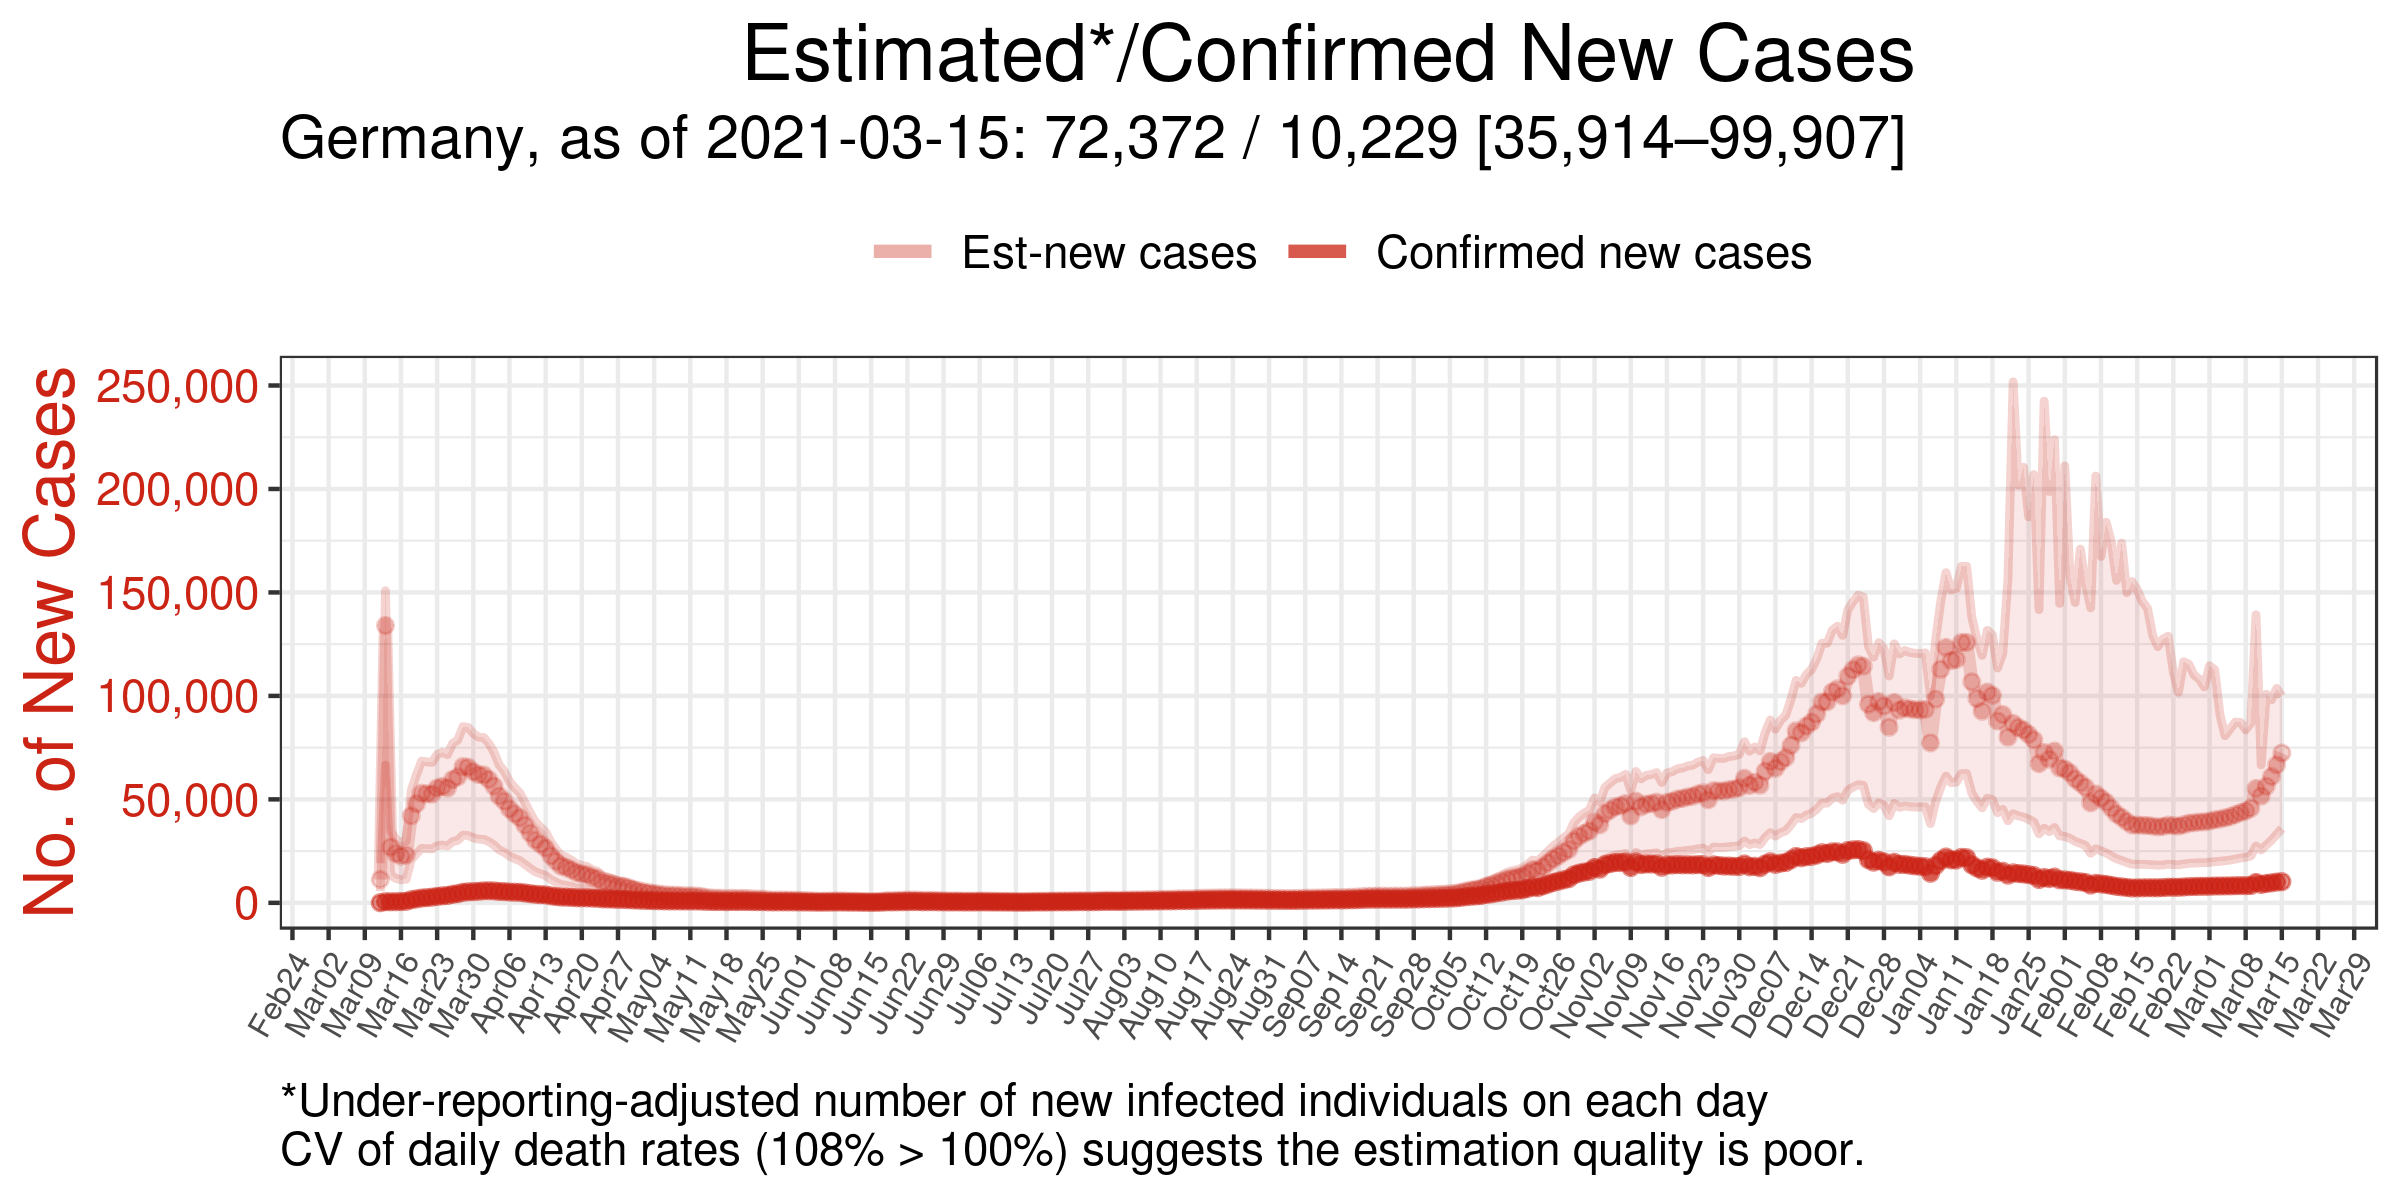 Estimated*/Confirmed New Cases
Germany, as of 2021-03-15: 72,372 / 10,229 [35,914–99,907]
Est-new cases
Confirmed new cases
No. of New Cases
250,000
200,000
150,000
100,000
50,000
0
Feb24
Mar02
Mar09
Mar16
Mar23
Mar30
Apr06
Apr13
Apr20
Apr27
May04
May11
May18
May25
Jun01
Jun08
Jun15
Jun22
Jun29
Jul06
Jul13
Jul20
Jul27
Aug03
Aug10
Aug17
Aug24
Aug31
Sep07
Sep14
Sep21
Sep28
Oct05
Oct12
Oct19
Oct26
Nov02
Nov09
Nov16
Nov23
Nov30
Dec07
Dec14
Dec21
Dec28
Jan04
Jan11
Jan18
Jan25
Feb01
Feb08
Feb15
Feb22
Mar01
Mar08
Mar15
Mar22
Mar29
*Under-reporting-adjusted number of new infected individuals on each day
CV of daily death rates (108% > 100%) suggests the estimation quality is poor.